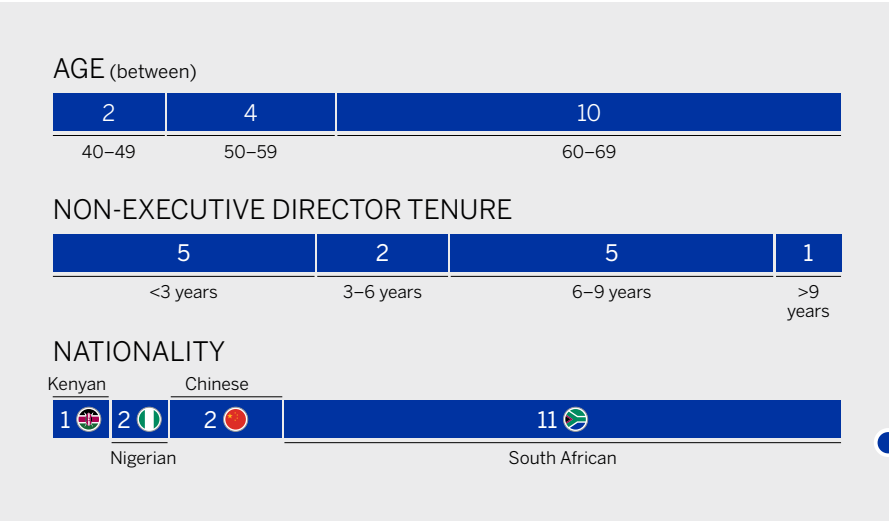 AGE (between)
2 4 10
40–49 50–59 60–69
NON-EXECUTIVE DIRECTOR TENURE
5 2 5 1
<3 years 3–6 years 6–9 years >9
years
NATIONALITY
Kenyan Chinese
1 2 2 11
Nigerian South African